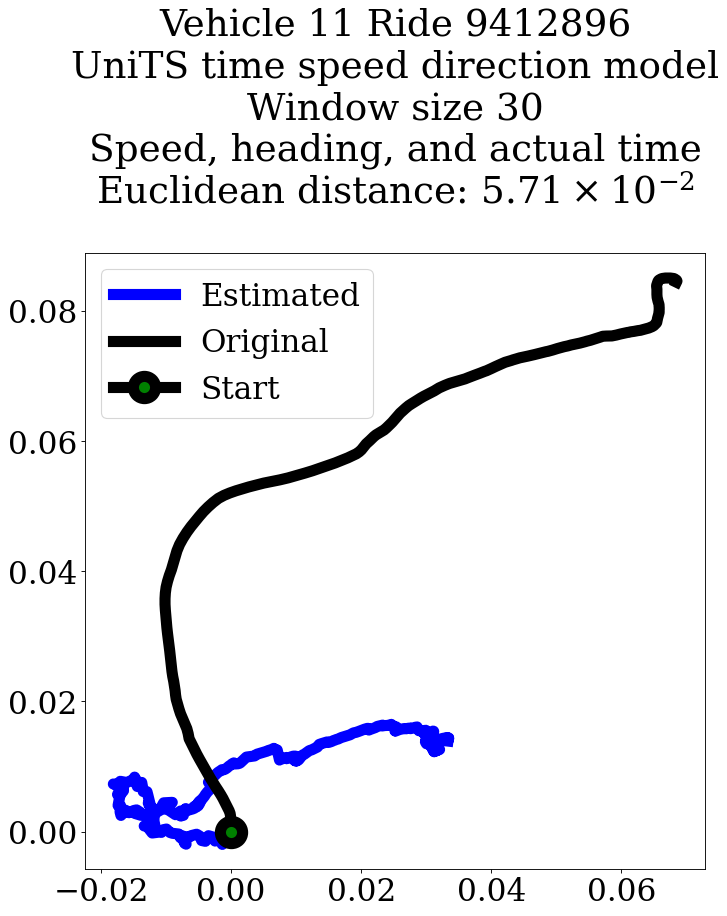 Vehicle 11 Ride 9412896
UniTS time speed direction model
Window size 30
Speed, heading, and actual time
Euclidean distance: 5.71 × 10⁻²
Estimated
Original
Start
0.08
0.06
0.04
0.02
0.00
−0.02 0.00 0.02 0.04 0.06